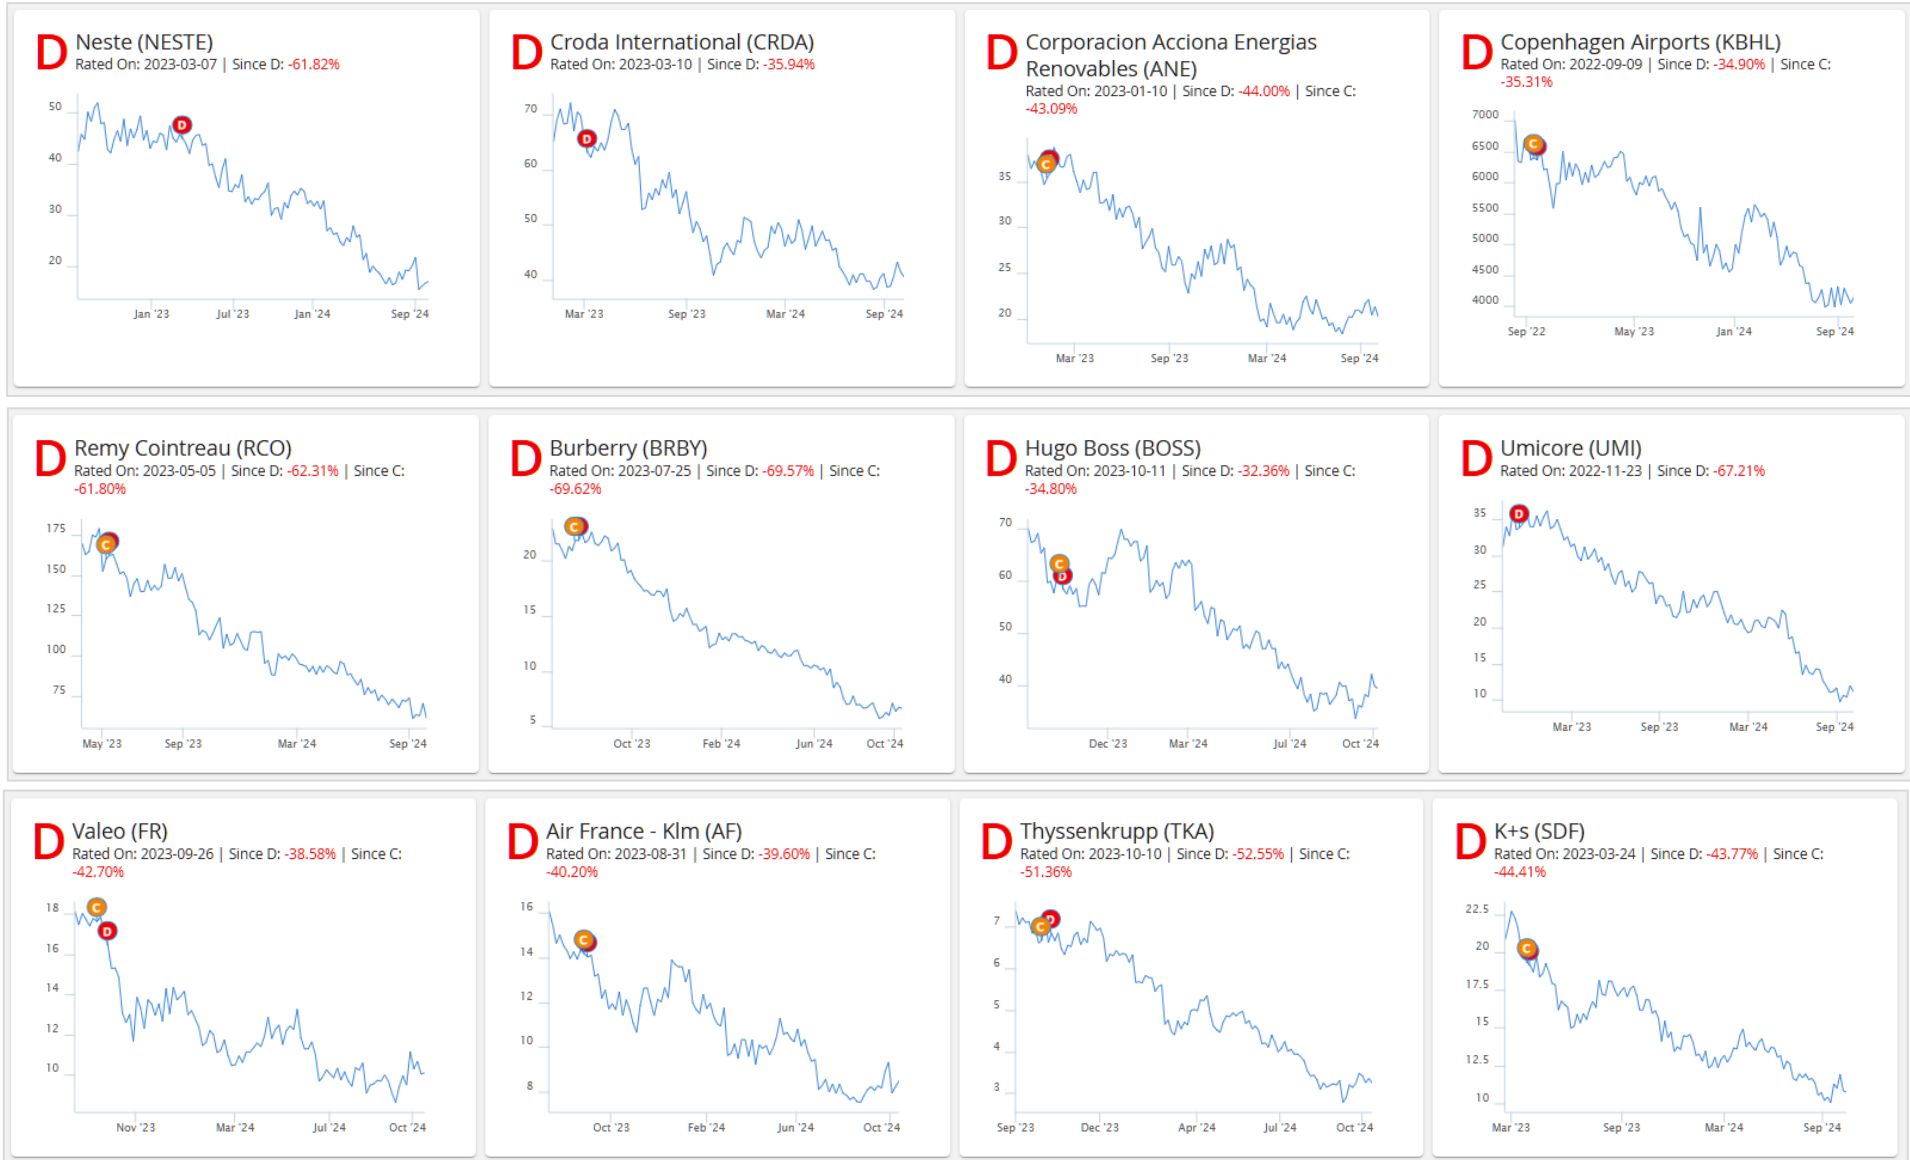 D Neste (NESTE)
Rated On: 2023-03-07 | Since D: -61.82%
50
40
30
20
D
Jan '23 Jul '23 Jan '24 Sep '24
D Croda International (CRDA)
Rated On: 2023-03-10 | Since D: -35.94%
70
60
50
40
D
Mar '23 Sep '23 Mar '24 Sep '24
D Corporacion Acciona Energias
Renovables (ANE)
Rated On: 2023-01-10 | Since D: -44.00% | Since C:
-43.09%
35
30
25
20
C
Mar '23 Sep '23 Mar '24 Sep '24
D Copenhagen Airports (KBHL)
Rated On: 2022-09-09 | Since D: -34.90% | Since C:
-35.31%
7000
6500
6000
5500
5000
4500
4000
C
Sep '22 May '23 Jan '24 Sep '24
D Remy Cointreau (RCO)
Rated On: 2023-05-05 | Since D: -62.31% | Since C:
-61.80%
175
150
125
100
75
C
May '23 Sep '23 Mar '24 Sep '24
D Burberry (BRBY)
Rated On: 2023-07-25 | Since D: -69.57% | Since C:
-69.62%
20
15
10
5
C
Oct '23 Feb '24 Jun '24 Oct '24
D Hugo Boss (BOSS)
Rated On: 2023-10-11 | Since D: -32.36% | Since C:
-34.80%
70
60
50
40
C
D
Dec '23 Mar '24 Jul '24 Oct '24
D Umicore (UMI)
Rated On: 2022-11-23 | Since D: -67.21%
35
30
25
20
15
10
D
Mar '23 Sep '23 Mar '24 Sep '24
D Valeo (FR)
Rated On: 2023-09-26 | Since D: -38.58% | Since C:
-42.70%
18
16
14
12
10
C
D
Nov '23 Mar '24 Jul '24 Oct '24
D Air France - Klm (AF)
Rated On: 2023-08-31 | Since D: -39.60% | Since C:
-40.20%
16
14
12
10
8
C
Oct '23 Feb '24 Jun '24 Oct '24
D Thyssenkrupp (TKA)
Rated On: 2023-10-10 | Since D: -52.55% | Since C:
-51.36%
7
6
5
4
3
C D
Sep '23 Dec '23 Apr '24 Jul '24 Oct '24
D K+s (SDF)
Rated On: 2023-03-24 | Since D: -43.77% | Since C:
-44.41%
22.5
20
17.5
15
12.5
10
C
Mar '23 Sep '23 Mar '24 Sep '24